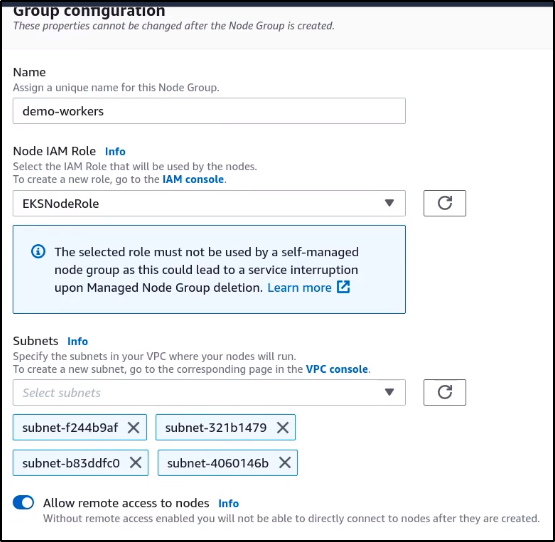 Group configuration
These properties cannot be changed after the Node Group is created.
Name
Assign a unique name for this Node Group.
demo-workers
Node IAM Role Info
Select the IAM Role that will be used by the nodes.
To create a new role, go to the IAM console.
EKSNodeRole
The selected role must not be used by a self-managed
node group as this could lead to a service interruption
upon Managed Node Group deletion. Learn more
Subnets Info
Specify the subnets in your VPC where your nodes will run.
To create a new subnet, go to the corresponding page in the VPC console.
Select subnets
subnet-f244b9af subnet-321b1479
subnet-b83ddfc0 subnet-4060146b
Allow remote access to nodes Info
Without remote access enabled you will not be able to directly connect to nodes after they are created.